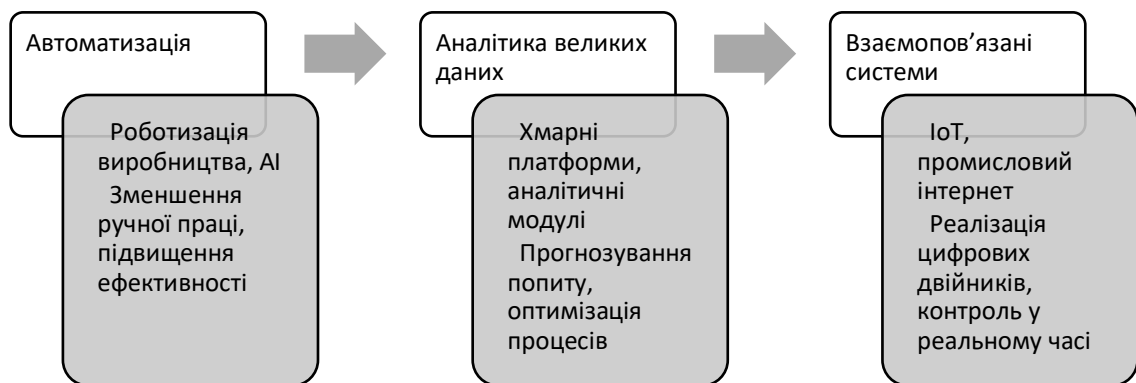 Автоматизація
Роботизація
виробництва, AI
Зменшення
ручної праці,
підвищення
ефективності
Аналітика великих
даних
Хмарні
платформи,
аналітичні
модулі
Прогнозування
попиту,
оптимізація
процесів
Взаємопов’язані
системи
IoT,
промисловий
інтернет
Реалізація
цифрових
двійників,
контроль у
реальному часі